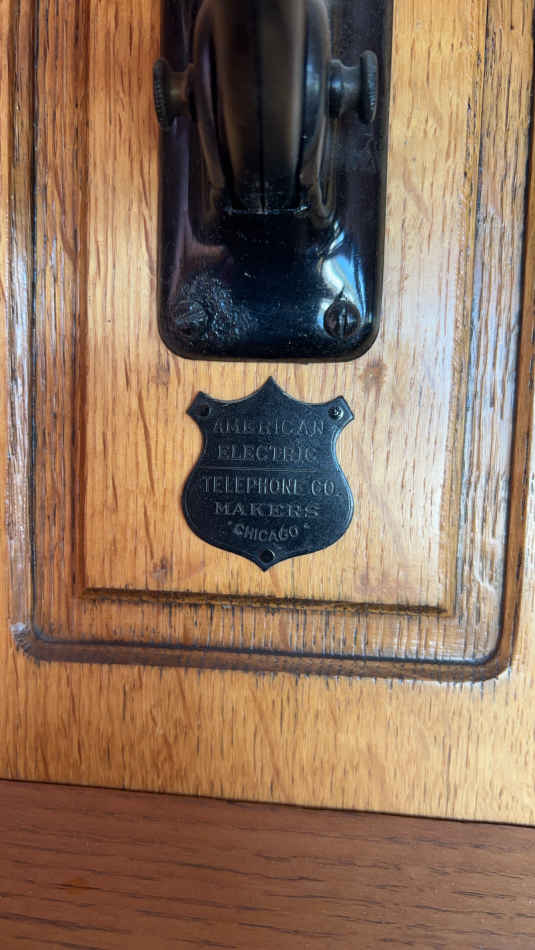 AMERICAN
ELECTRIC
TELEPHONE CO.
MAKERS
CHICAGO